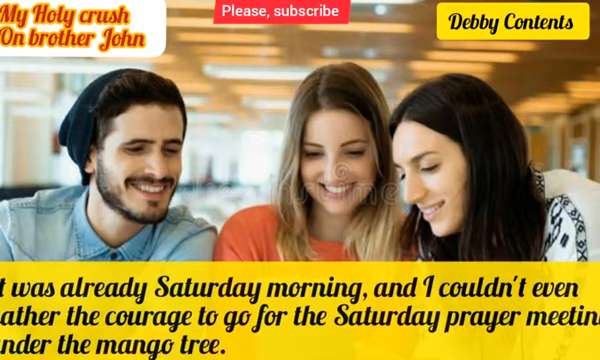 My Holy crush
On brother John
Please, subscribe
Debby Contents
t was already Saturday morning, and I couldn't even
ather the courage to go for the Saturday prayer meetin
nder the mango tree.